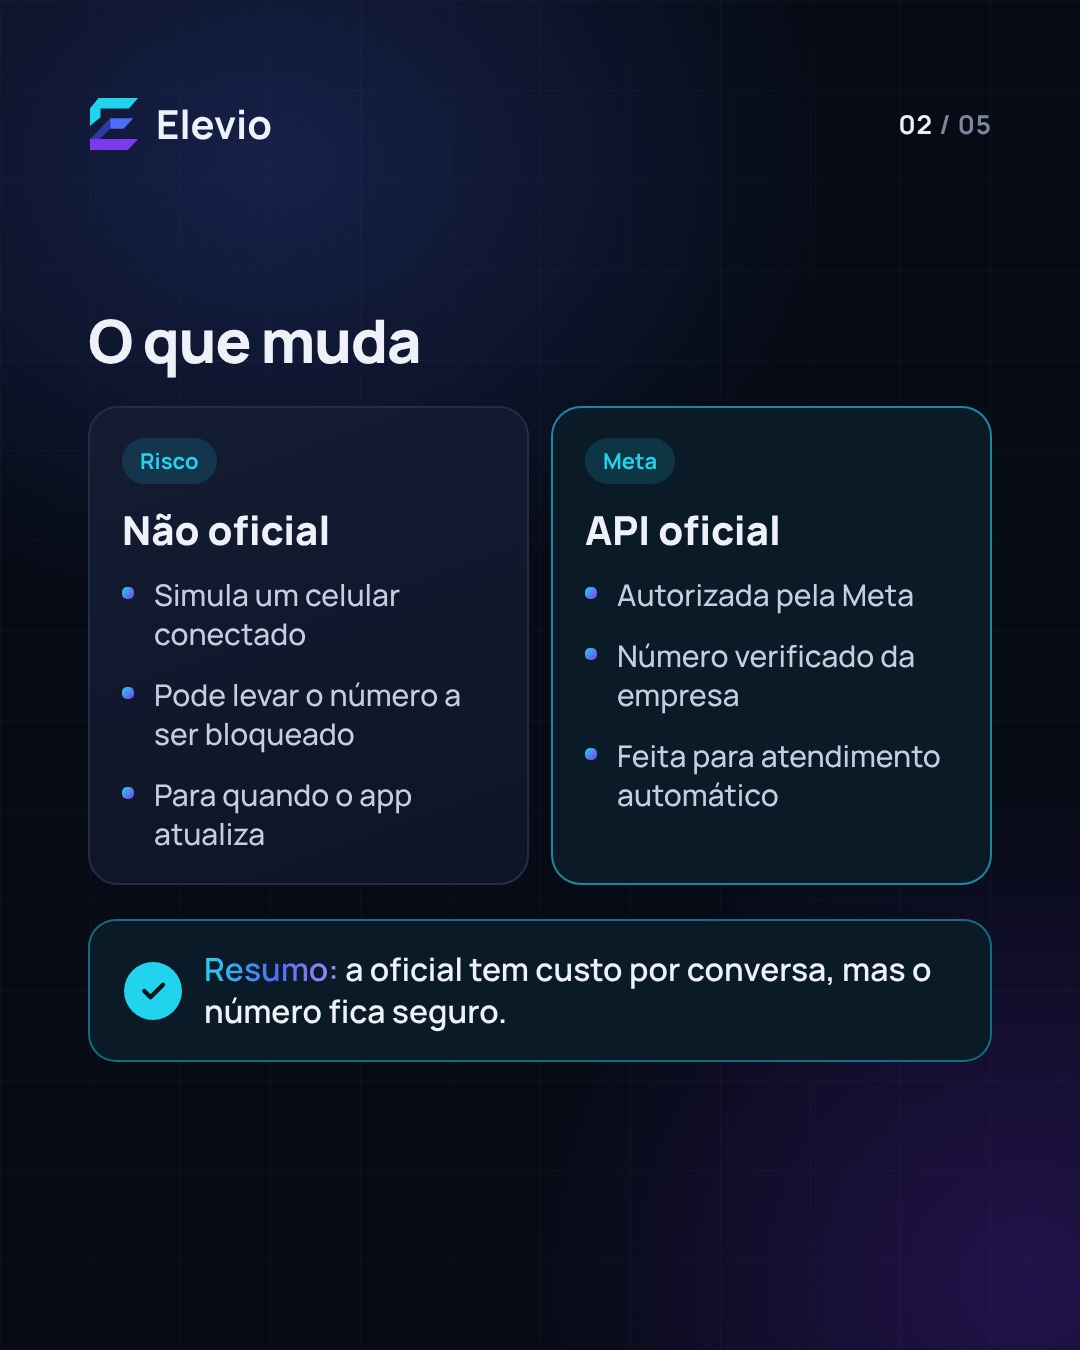 Elevio
02 / 05
O que muda
Risco
Não oficial
Simula um celular
conectado
Pode levar o número a
ser bloqueado
Para quando o app
atualiza
Meta
API oficial
Autorizada pela Meta
Número verificado da
empresa
Feita para atendimento
automático
Resumo: a oficial tem custo por conversa, mas o
número fica seguro.